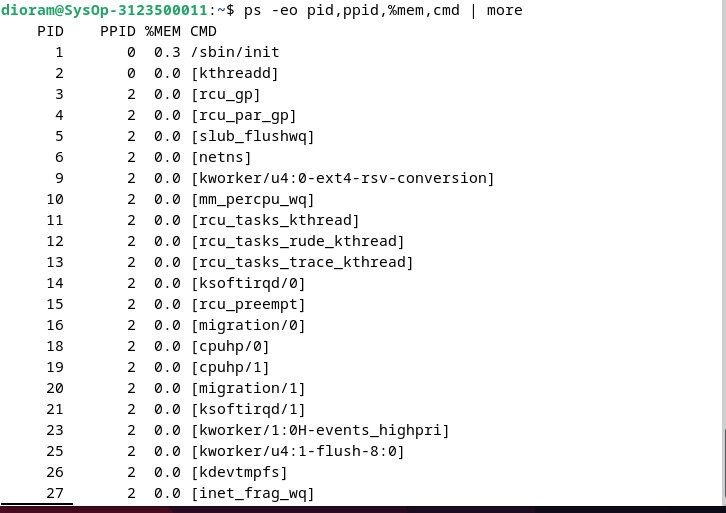 dioram@SysOp-3123500011:~$ ps -eo pid,ppid,%mem,cmd | more
PID PPID %MEM CMD
1 0 0.3 /sbin/init
2 0 0.0 [kthreadd]
3 2 0.0 [rcu_gp]
4 2 0.0 [rcu_par_gp]
5 2 0.0 [slub_flushwq]
6 2 0.0 [netns]
9 2 0.0 [kworker/u4:0-ext4-rsv-conversion]
10 2 0.0 [mm_percpu_wq]
11 2 0.0 [rcu_tasks_kthread]
12 2 0.0 [rcu_tasks_rude_kthread]
13 2 0.0 [rcu_tasks_trace_kthread]
14 2 0.0 [ksoftirqd/0]
15 2 0.0 [rcu_preempt]
16 2 0.0 [migration/0]
18 2 0.0 [cpuhp/0]
19 2 0.0 [cpuhp/1]
20 2 0.0 [migration/1]
21 2 0.0 [ksoftirqd/1]
23 2 0.0 [kworker/1:0H-events_highpri]
25 2 0.0 [kworker/u4:1-flush-8:0]
26 2 0.0 [kdevtmpfs]
27 2 0.0 [inet_frag_wq]